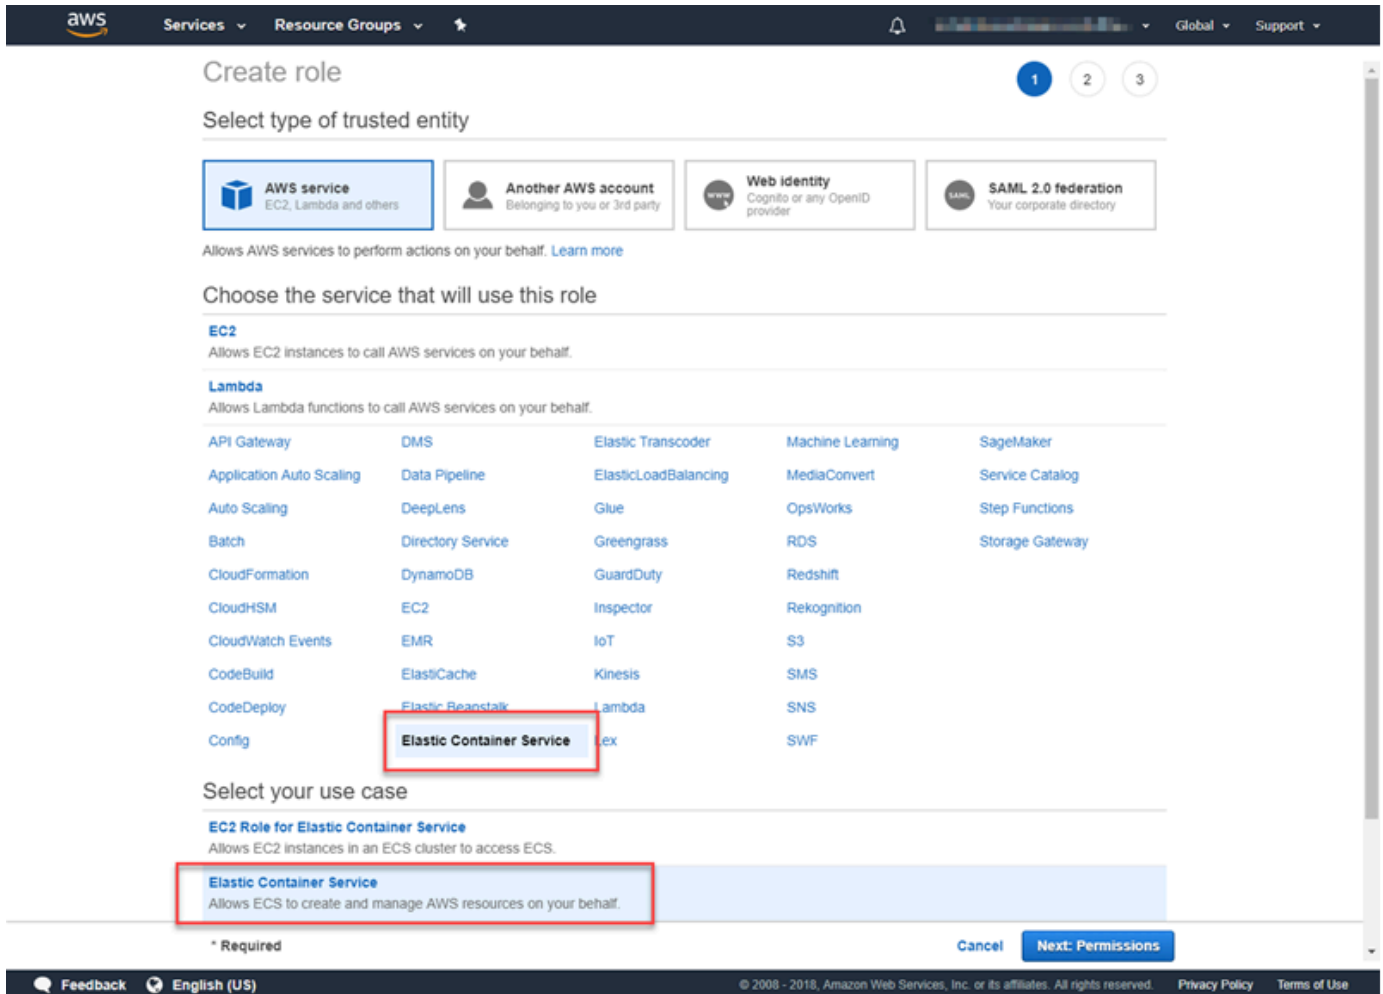 aws
Services
Resource Groups
Global
Support
Create role
1
2
3
Select type of trusted entity
AWS service
EC2, Lambda and others
Another AWS account
Belonging to you or 3rd party
WWW
Web identity
Cognito or any OpenID
provider
SAML
SAML 2.0 federation
Your corporate directory
Allows AWS services to perform actions on your behalf. Learn more
Choose the service that will use this role
EC2
Allows EC2 instances to call AWS services on your behalf.
Lambda
Allows Lambda functions to call AWS services on your behalf.
API Gateway DMS Elastic Transcoder Machine Learning SageMaker
Application Auto Scaling Data Pipeline ElasticLoadBalancing MediaConvert Service Catalog
Auto Scaling DeepLens Glue OpsWorks Step Functions
Batch Directory Service Greengrass RDS Storage Gateway
CloudFormation DynamoDB GuardDuty Redshift
CloudHSM EC2 Inspector Rekognition
CloudWatch Events EMR IoT S3
CodeBuild ElastiCache Kinesis SMS
CodeDeploy Elastic Beanstalk Lambda SNS
Config Elastic Container Service Lex SWF
Select your use case
EC2 Role for Elastic Container Service
Allows EC2 instances in an ECS cluster to access ECS.
Elastic Container Service
Allows ECS to create and manage AWS resources on your behalf.
* Required
Cancel
Next: Permissions
Feedback
English (US)
© 2008 - 2018, Amazon Web Services, Inc. or its affiliates. All rights reserved.
Privacy Policy
Terms of Use